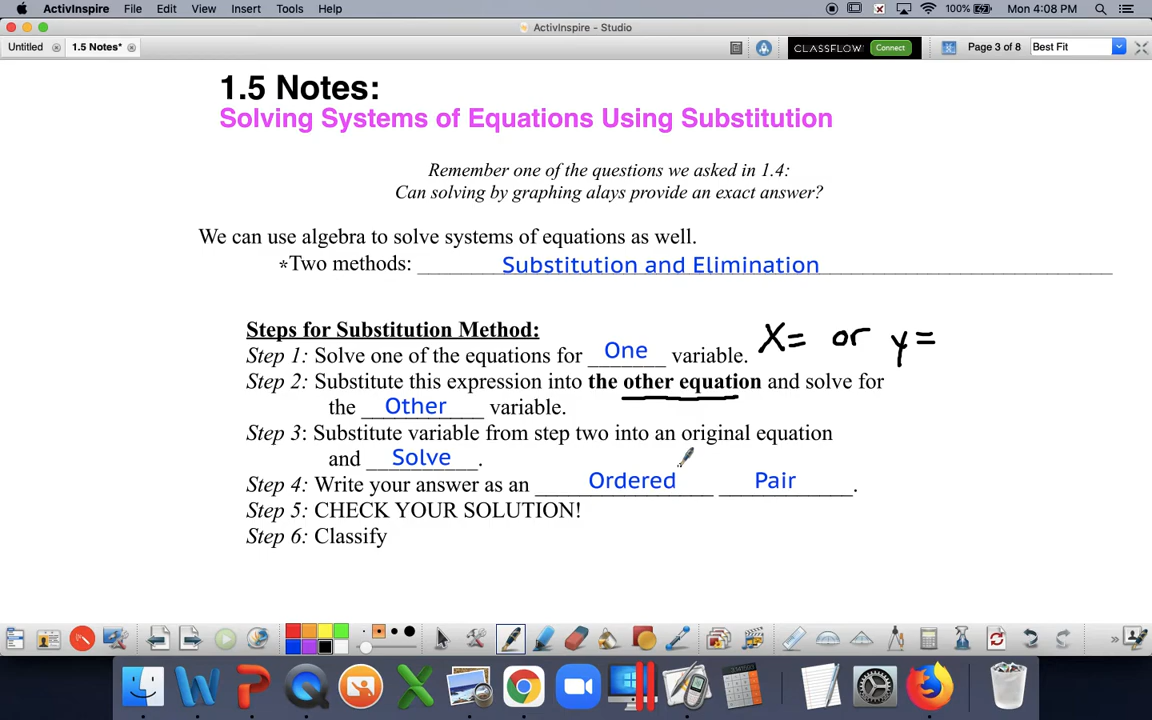 ActivInspire File Edit View Insert Tools Help 100% Mon 4:08 PM
ActivInspire - Studio
Untitled 1.5 Notes* CLASSFLOW Connect Page 3 of 8 Best Fit
1.5 Notes:
Solving Systems of Equations Using Substitution
Remember one of the questions we asked in 1.4:
Can solving by graphing alays provide an exact answer?
We can use algebra to solve systems of equations as well.
*Two methods: Substitution and Elimination
Steps for Substitution Method:
X= or y=
Step 1: Solve one of the equations for One variable.
Step 2: Substitute this expression into the other equation and solve for
the Other variable.
Step 3: Substitute variable from step two into an original equation
and Solve.
Step 4: Write your answer as an Ordered Pair.
Step 5: CHECK YOUR SOLUTION!
Step 6: Classify